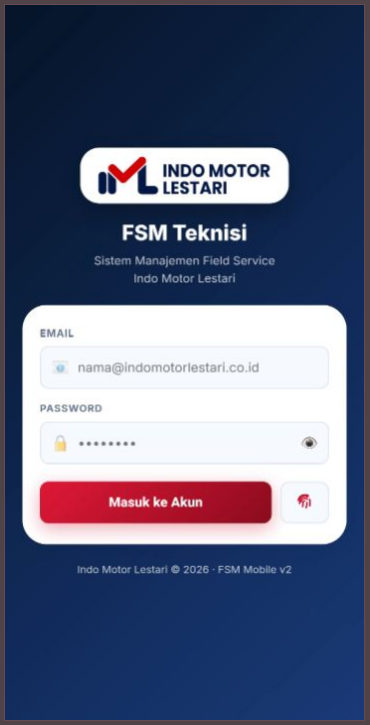 INDO MOTOR
LESTARI
FSM Teknisi
Sistem Manajemen Field Service
Indo Motor Lestari
EMAIL
nama@indomotorlestari.co.id
PASSWORD
••••••••
Masuk ke Akun
Indo Motor Lestari © 2026 · FSM Mobile v2